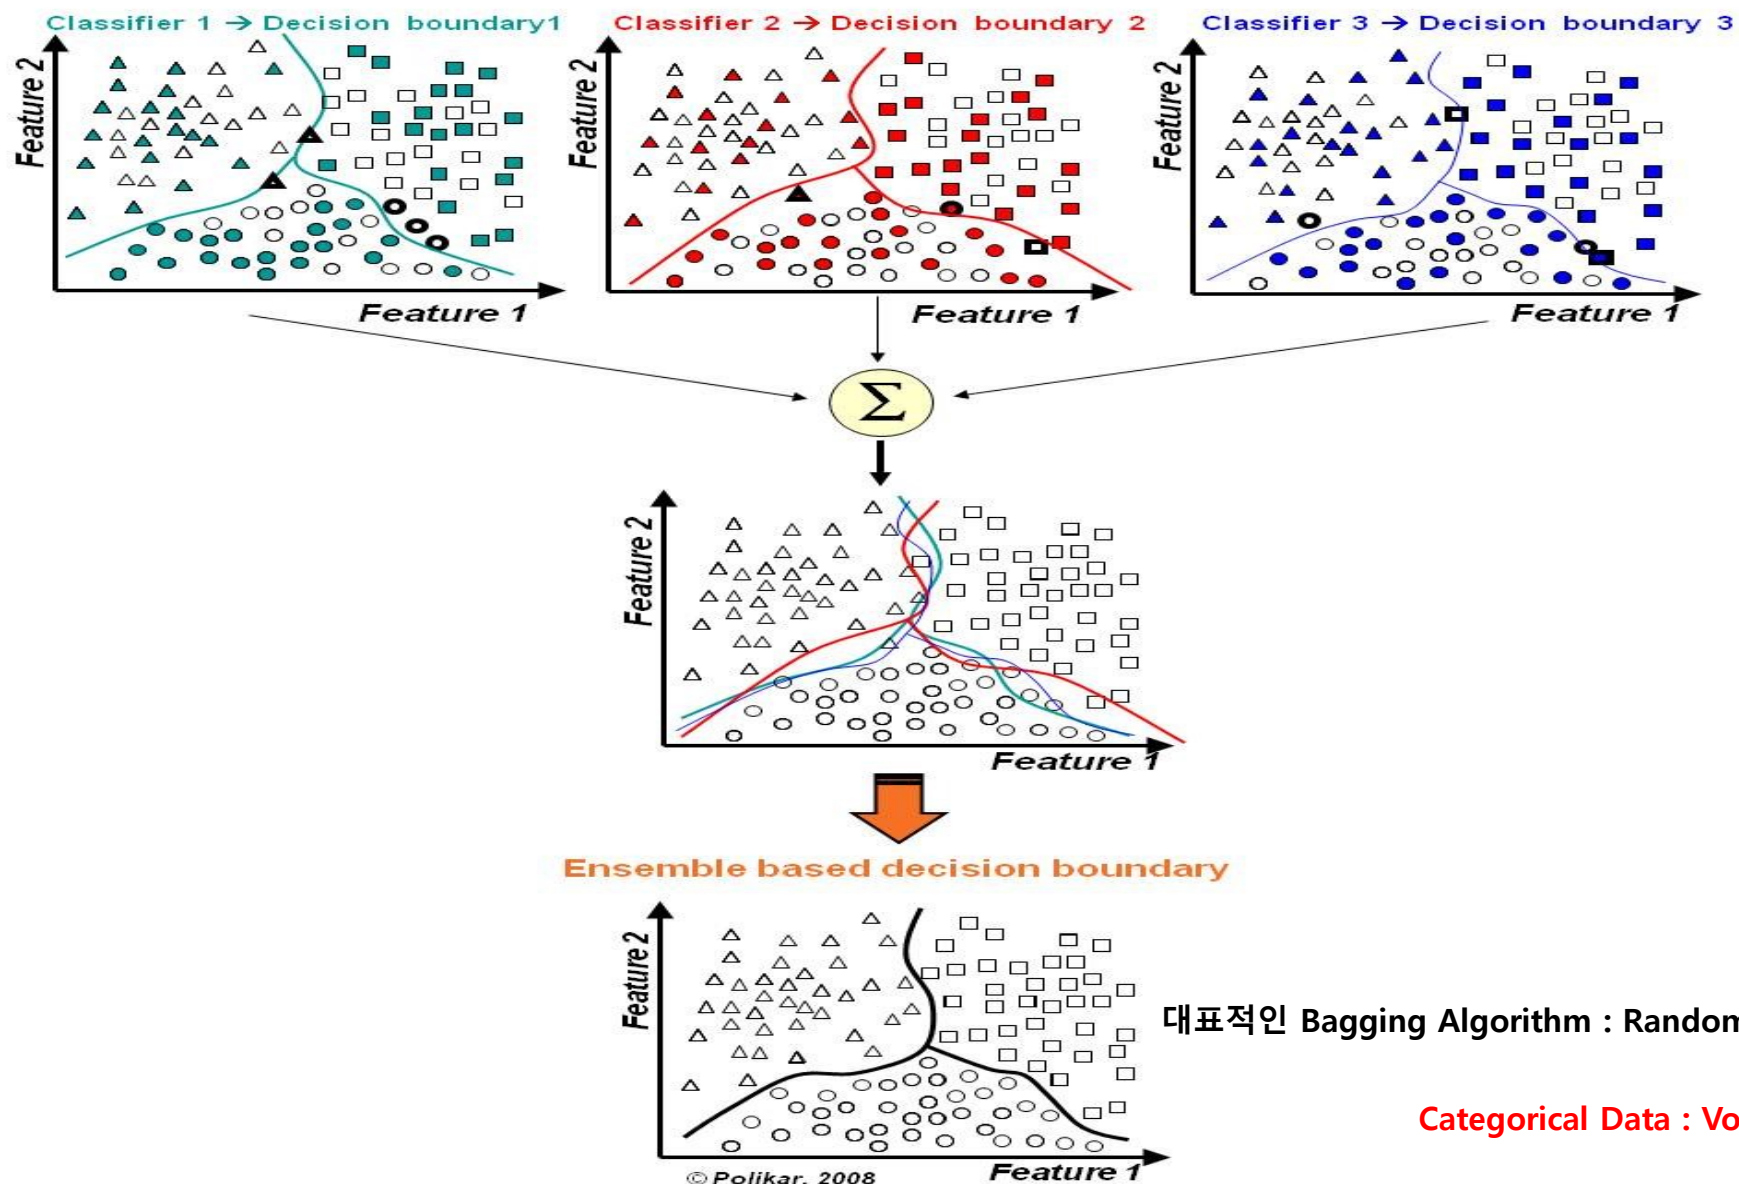 Classifier 1 → Decision boundary1
Classifier 2 → Decision boundary 2
Classifier 3 → Decision boundary 3
Feature 2
Feature 1
Feature 2
Feature 1
Feature 2
Feature 1
Σ
Feature 2
Feature 1
Ensemble based decision boundary
Feature 2
Feature 1
대표적인 Bagging Algorithm : Random
Categorical Data : Vo
© Polikar, 2008